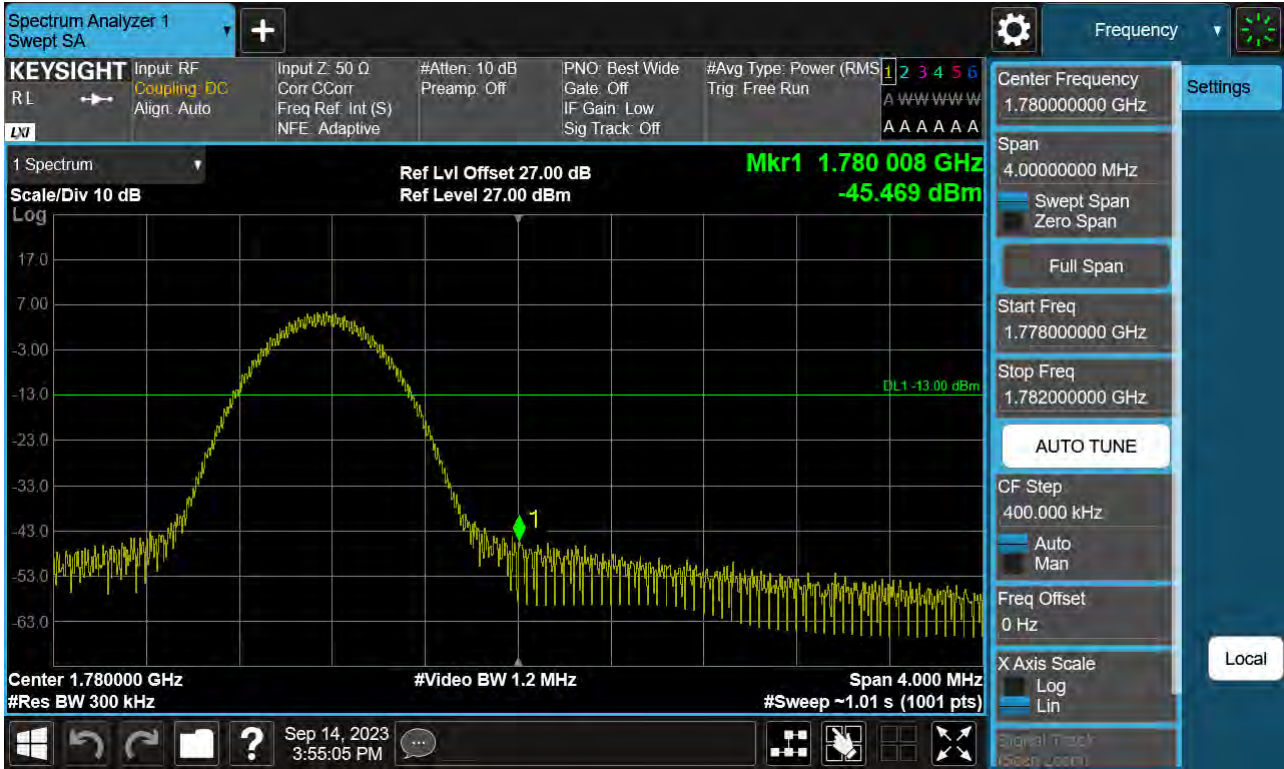 Spectrum Analyzer 1
Swept SA
Frequency
KEYSIGHT
R L
LXI
Input: RF
Coupling: DC
Align: Auto
Input Z: 50 Ω
Corr CCorr
Freq Ref: Int (S)
NFE: Adaptive
#Atten: 10 dB
Preamp: Off
PNO: Best Wide
Gate: Off
IF Gain: Low
Sig Track: Off
#Avg Type: Power (RMS
Trig: Free Run
1 2 3 4 5 6
A W W W W W
A A A A A A
1 Spectrum
Scale/Div 10 dB
Log
Ref Lvl Offset 27.00 dB
Ref Level 27.00 dBm
Mkr1 1.780 008 GHz
-45.469 dBm
17.0
7.00
-3.00
-13.0
-23.0
-33.0
-43.0
-53.0
-63.0
DL1 -13.00 dBm
1
Center 1.780000 GHz
#Res BW 300 kHz
#Video BW 1.2 MHz
Span 4.000 MHz
#Sweep ~1.01 s (1001 pts)
Center Frequency
1.780000000 GHz
Span
4.00000000 MHz
Swept Span
Zero Span
Full Span
Start Freq
1.778000000 GHz
Stop Freq
1.782000000 GHz
AUTO TUNE
CF Step
400.000 kHz
Auto
Man
Freq Offset
0 Hz
X Axis Scale
Log
Lin
Signal Track
(Span Zoom)
Settings
Local
?
Sep 14, 2023
3:55:05 PM